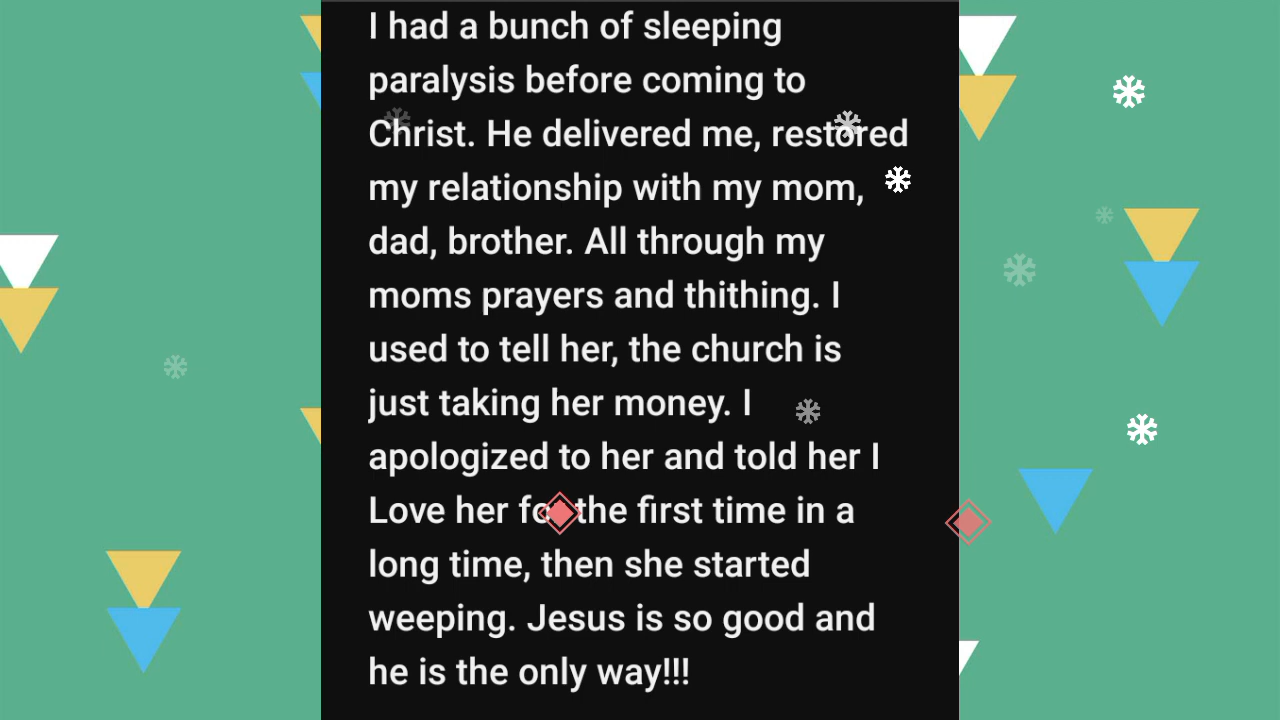 I had a bunch of sleeping
paralysis before coming to
Christ. He delivered me, restored
my relationship with my mom,
dad, brother. All through my
moms prayers and thithing. I
used to tell her, the church is
just taking her money. I
apologized to her and told her I
Love her for the first time in a
long time, then she started
weeping. Jesus is so good and
he is the only way!!!